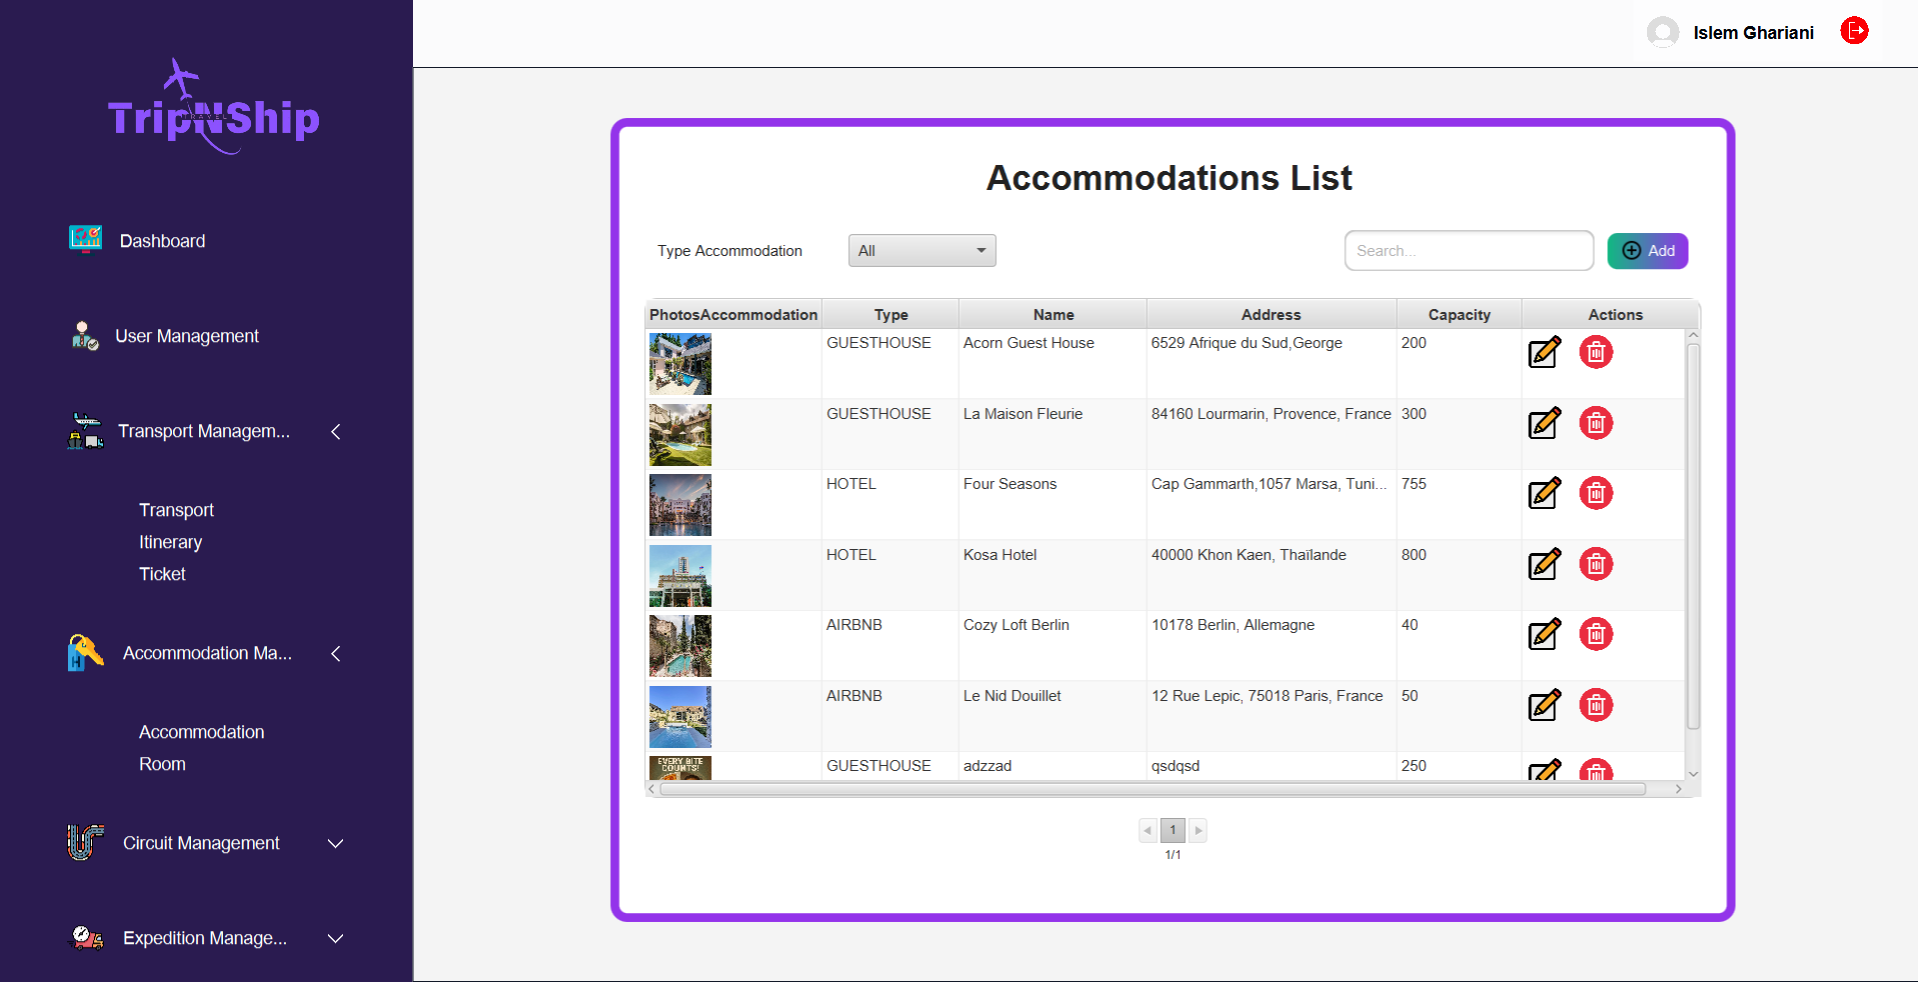 Islem Ghariani
TripNShip
TRAVEL
Dashboard
User Management
Transport Managem...
Transport
Itinerary
Ticket
Accommodation Ma...
Accommodation
Room
Circuit Management
Expedition Manage...
Accommodations List
Type Accommodation All Search... Add
PhotosAccommodation Type Name Address Capacity Actions
GUESTHOUSE Acorn Guest House 6529 Afrique du Sud,George 200
GUESTHOUSE La Maison Fleurie 84160 Lourmarin, Provence, France 300
HOTEL Four Seasons Cap Gammarth,1057 Marsa, Tuni... 755
HOTEL Kosa Hotel 40000 Khon Kaen, Thaïlande 800
AIRBNB Cozy Loft Berlin 10178 Berlin, Allemagne 40
AIRBNB Le Nid Douillet 12 Rue Lepic, 75018 Paris, France 50
EVERY BITE
COUNTS!
GUESTHOUSE adzzad qsdqsd 250
1
1/1